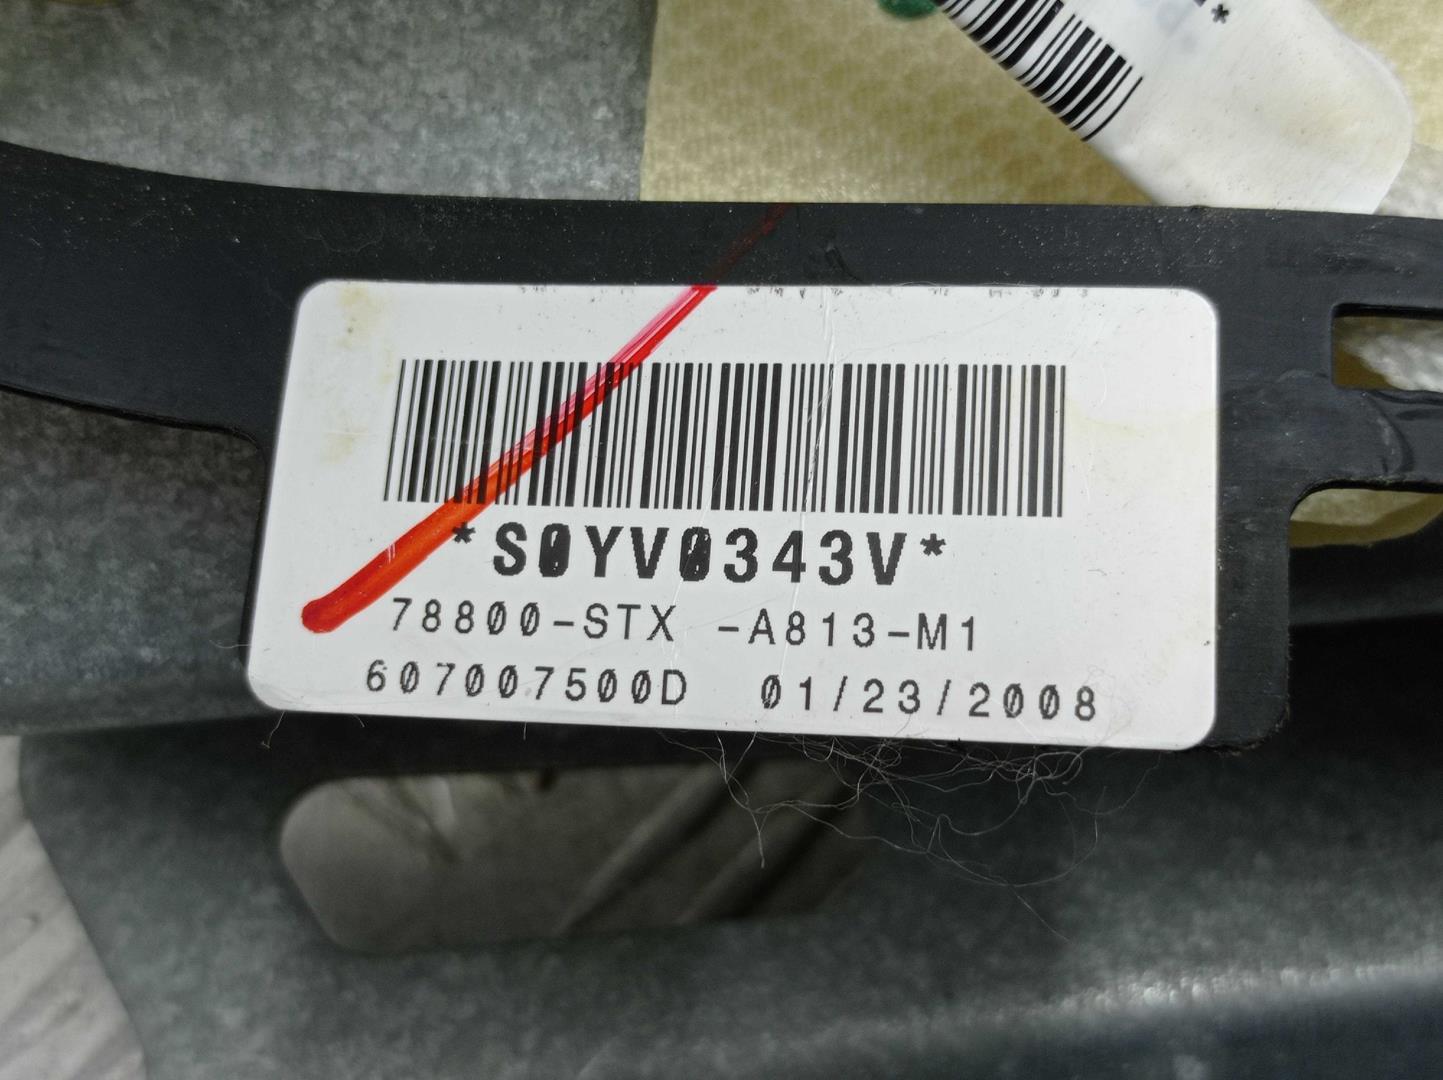 *S0YV0343V*
78800-STX -A813-M1
607007500D 01/23/2008